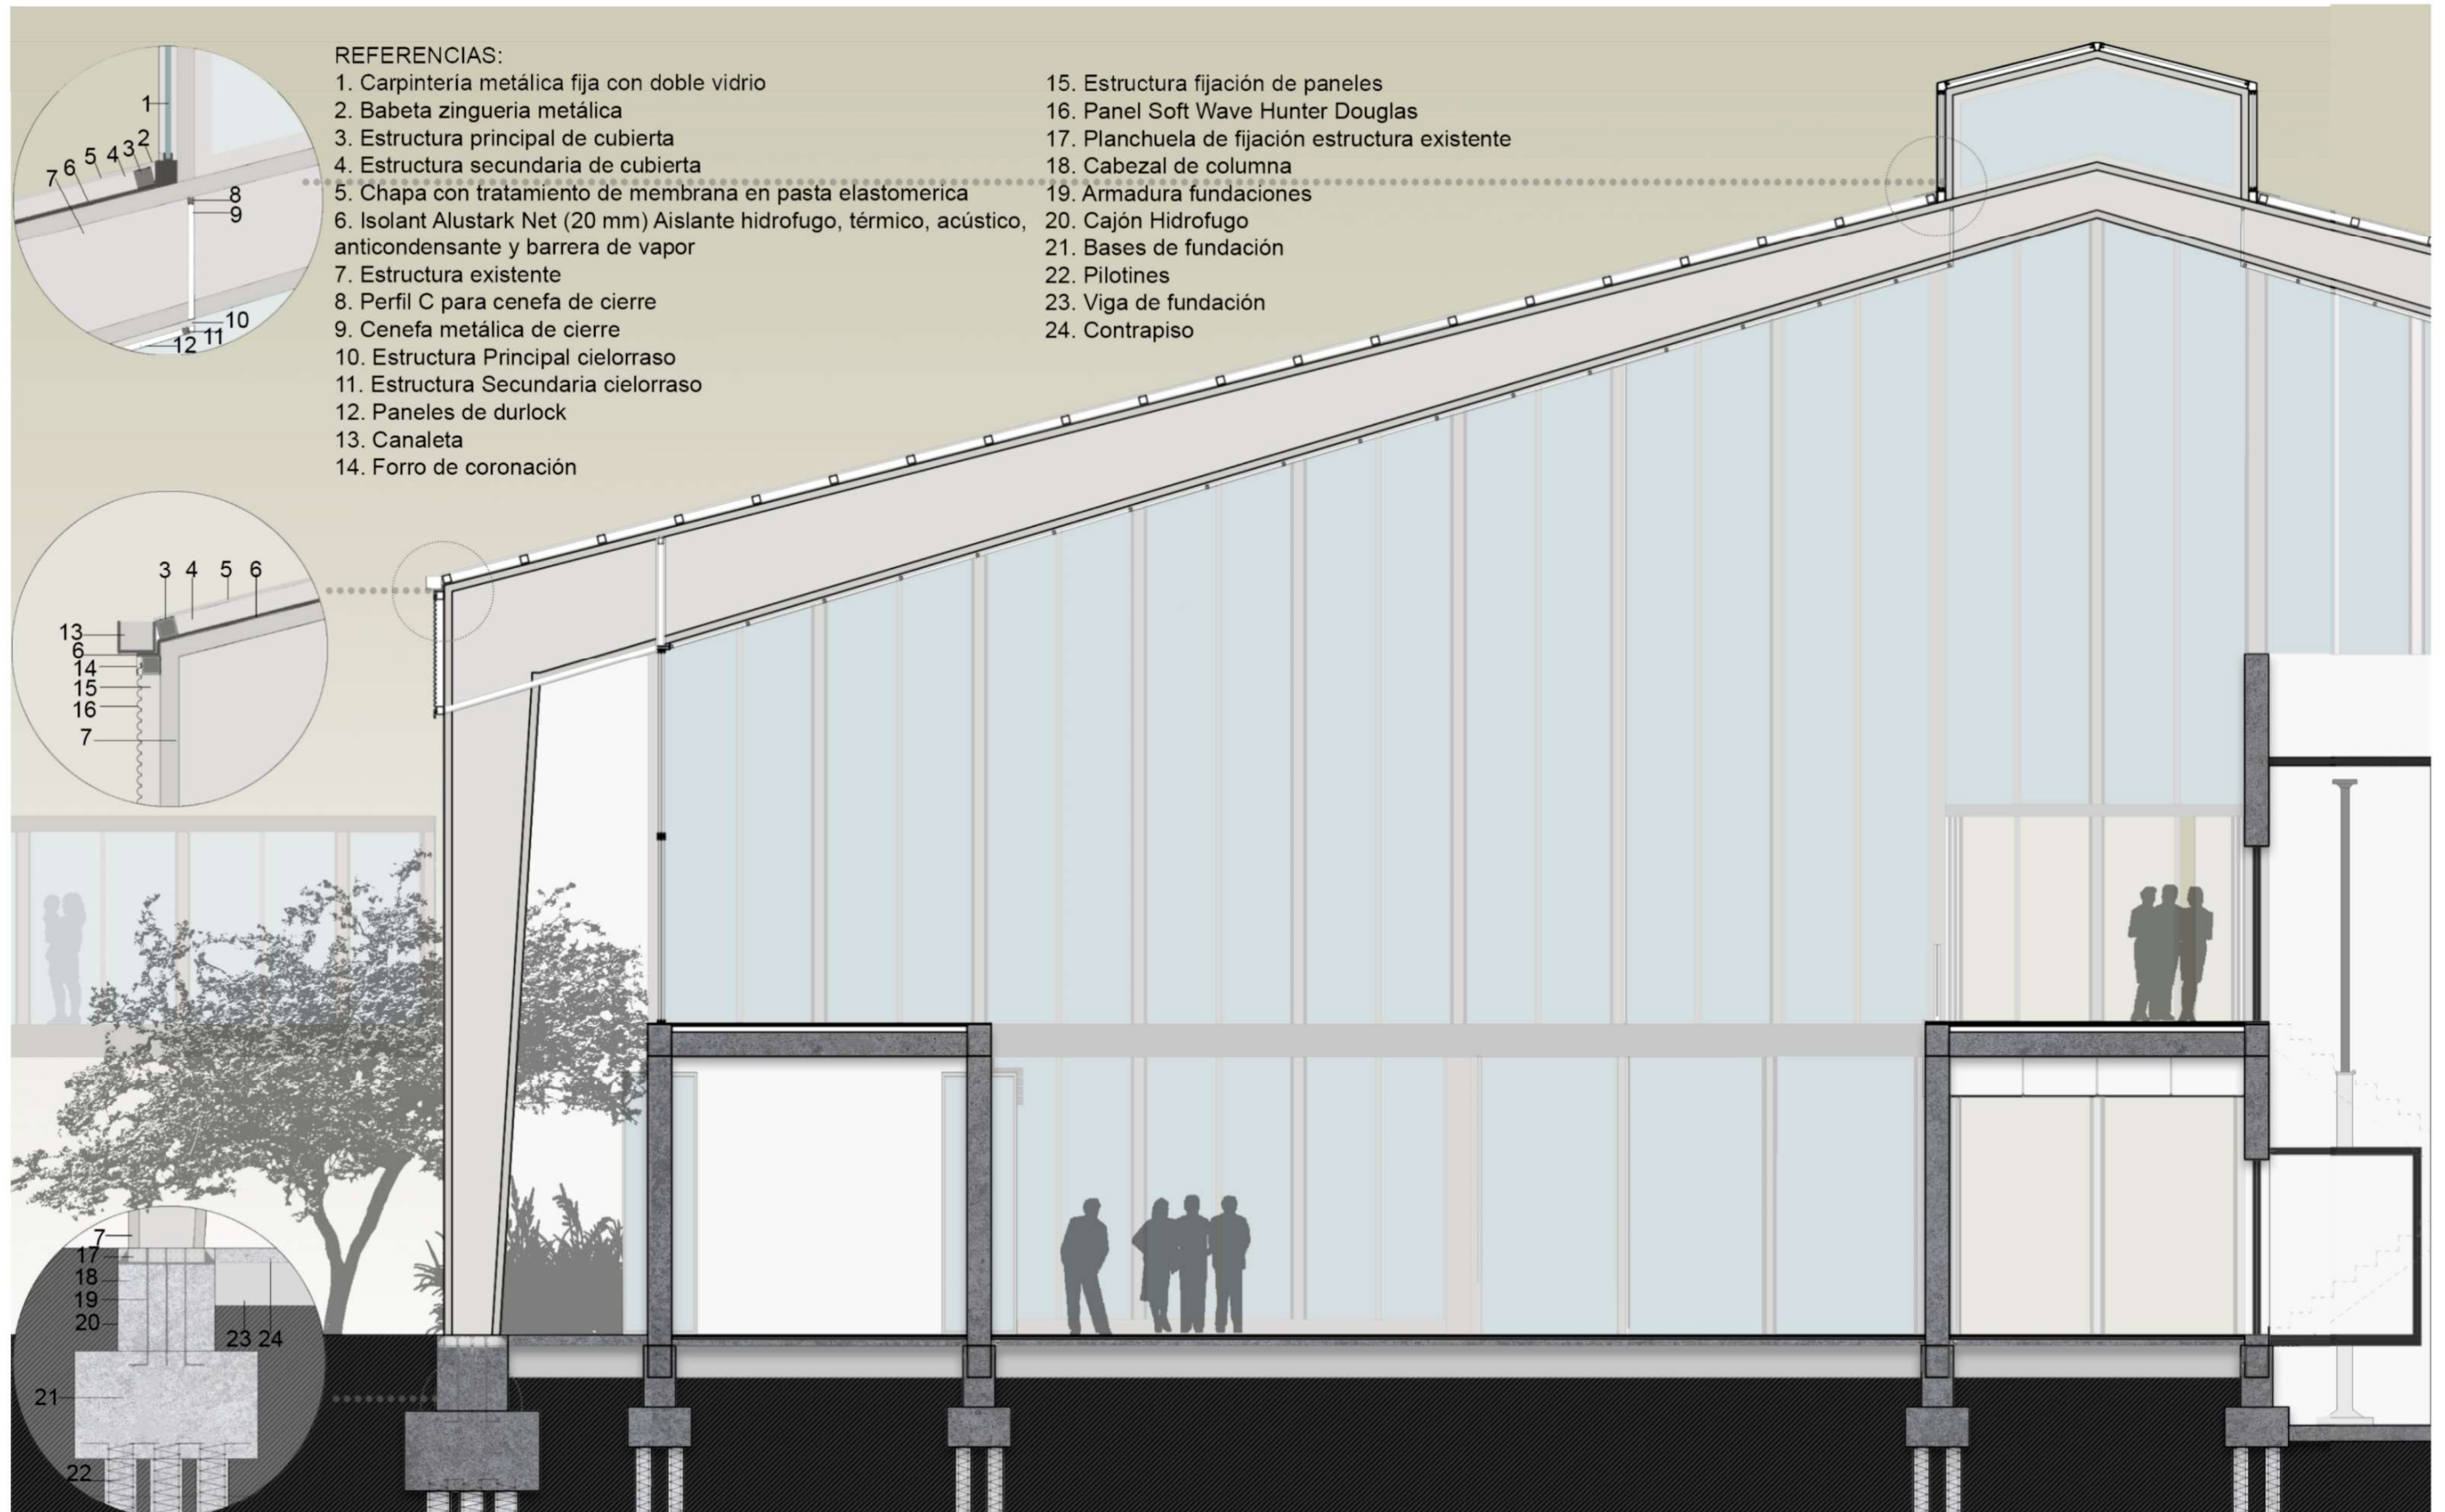 REFERENCIAS:
1. Carpintería metálica fija con doble vidrio
2. Babeta zingueria metálica
3. Estructura principal de cubierta
4. Estructura secundaria de cubierta
5. Chapa con tratamiento de membrana en pasta elastomerica
6. Isolant Alustark Net (20 mm) Aislante hidrofugo, térmico, acústico,
anticondensante y barrera de vapor
7. Estructura existente
8. Perfil C para cenefa de cierre
9. Cenefa metálica de cierre
10. Estructura Principal cielorraso
11. Estructura Secundaria cielorraso
12. Paneles de durlock
13. Canaleta
14. Forro de coronación
15. Estructura fijación de paneles
16. Panel Soft Wave Hunter Douglas
17. Planchuela de fijación estructura existente
18. Cabezal de columna
19. Armadura fundaciones
20. Cajón Hidrofugo
21. Bases de fundación
22. Pilotines
23. Viga de fundación
24. Contrapiso
1
7 6 5 4 3 2
8
9
10
12 11
3 4 5 6
13
6
14
15
16
7
7
17
18
19
20
23 24
21
22